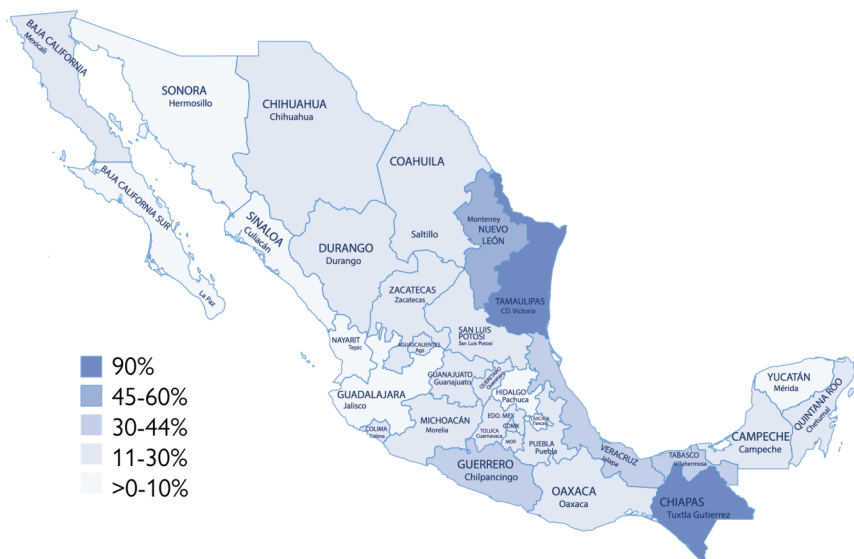 BAJA CALIFORNIA
Mexicali
SONORA
Hermosillo
CHIHUAHUA
Chihuahua
COAHUILA
Saltillo
BAJA CALIFORNIA SUR
La Paz
SINALOA
Culiacán
DURANGO
Durango
Monterrey
NUEVO
LEÓN
TAMAULIPAS
CD. Victoria
ZACATECAS
Zacatecas
SAN LUIS
POTOSI
San Luis Potosi
NAYARIT
Tepic
AGUASCALIENTES
Ags
GUANAJUATO
Guanajuato
QUERETARO
Querétaro
HIDALGO
Pachuca
GUADALAJARA
Jalisco
COLIMA
Colima
MICHOACÁN
Morelia
EDO. MEX
TOLUCA
Cuernavaca
CDMX
MOR
TLAXCALA
Tlaxcala
PUEBLA
Puebla
VERACRUZ
Jalapa
GUERRERO
Chilpancingo
OAXACA
Oaxaca
TABASCO
Villahermosa
CHIAPAS
Tuxtla Gutierrez
CAMPECHE
Campeche
YUCATÁN
Mérida
QUINTANA ROO
Chetumal
90%
45-60%
30-44%
11-30%
>0-10%